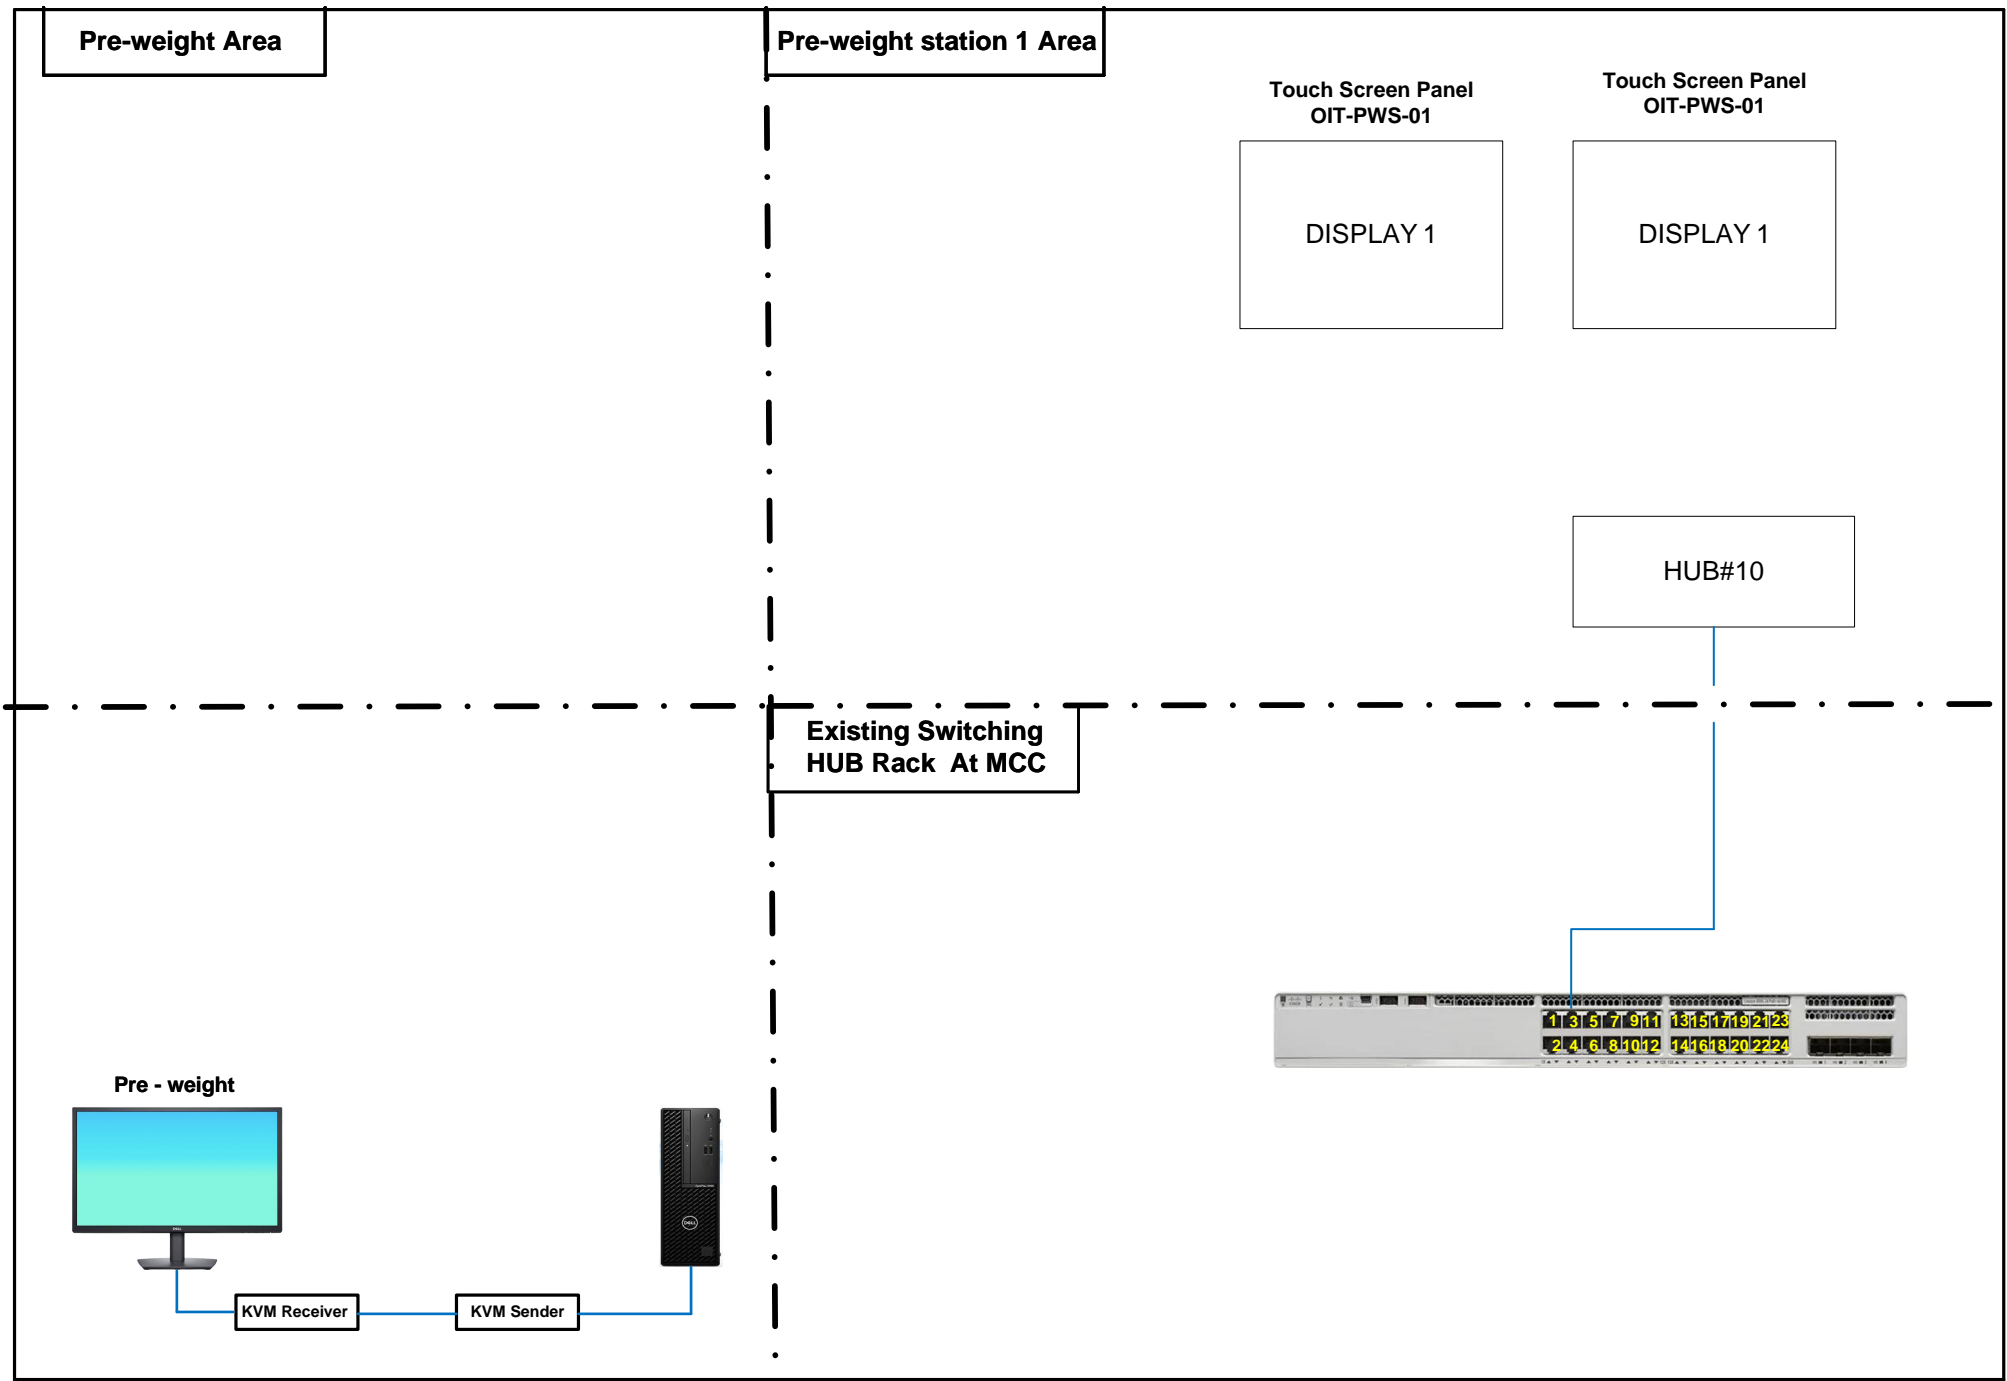 Pre-weight Area
Pre-weight station 1 Area
Touch Screen Panel
OIT-PWS-01
Touch Screen Panel
OIT-PWS-01
DISPLAY 1
DISPLAY 1
HUB#10
Existing Switching
HUB Rack At MCC
1 3 5 7 9 11 13 15 17 19 21 23
2 4 6 8 10 12 14 16 18 20 22 24
Pre - weight
DELL
KVM Receiver
KVM Sender